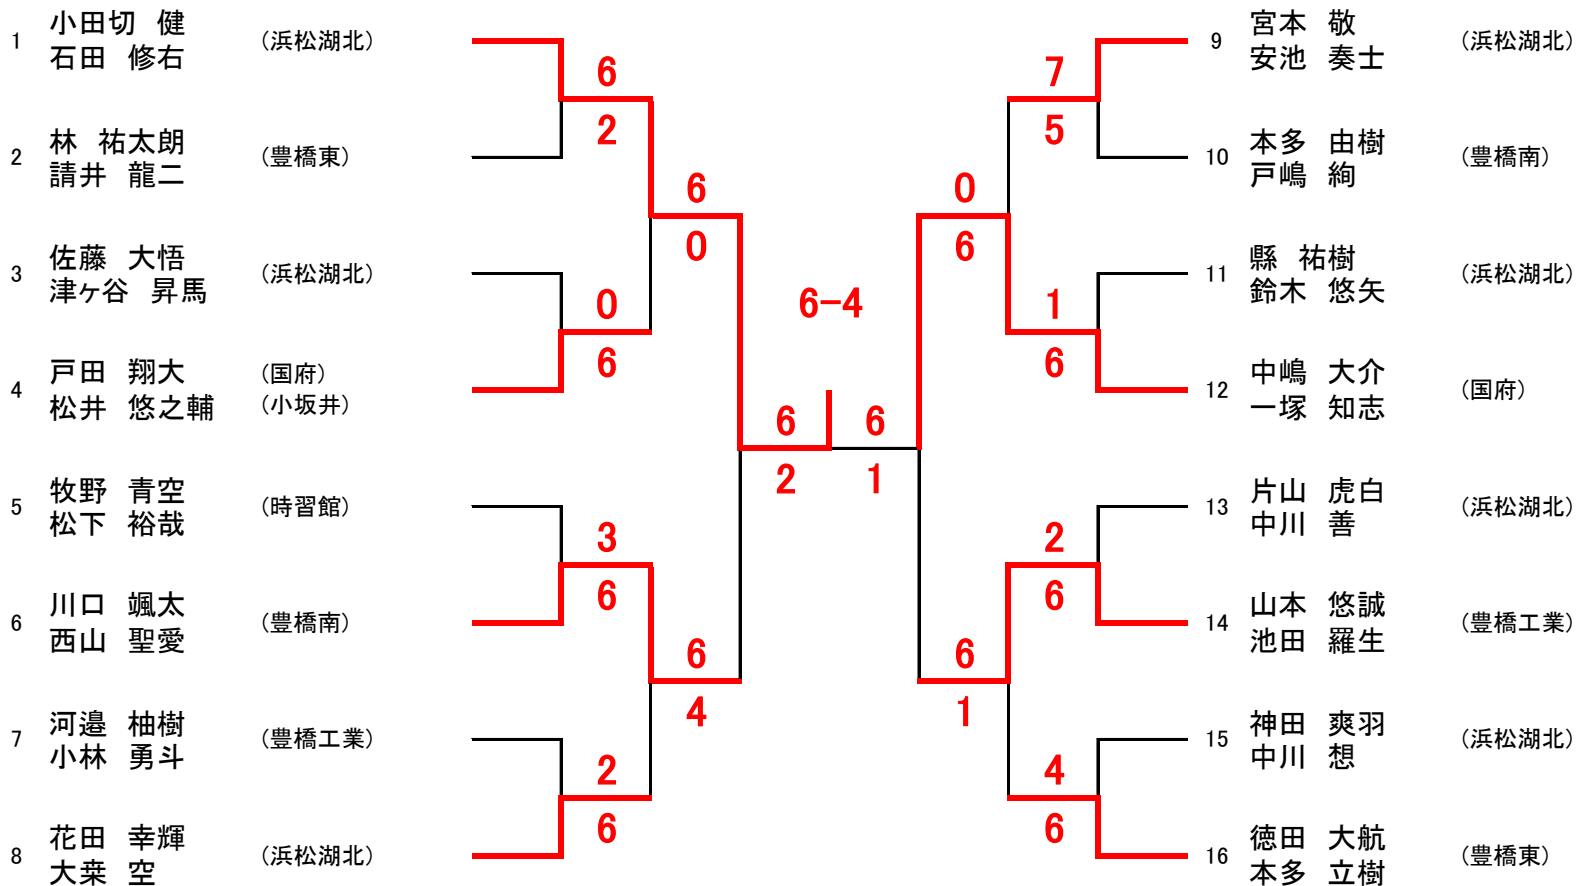 1 小田切 健 (浜松湖北)
石田 修右
2 林 祐太朗 (豊橋東)
請井 龍二
3 佐藤 大悟 (浜松湖北)
津ヶ谷 昇馬
4 戸田 翔大 (国府)
松井 悠之輔 (小坂井)
5 牧野 青空 (時習館)
松下 裕哉
6 川口 颯太 (豊橋南)
西山 聖愛
7 河邉 柚樹 (豊橋工業)
小林 勇斗
8 花田 幸輝 (浜松湖北)
大桒 空
6
2
0
6
3
6
2
6
6
0
6
4
6
2
6-4
6
1
0
6
6
1
7
5
1
6
2
6
4
6
9 宮本 敬 (浜松湖北)
安池 奏士
10 本多 由樹 (豊橋南)
戸嶋 絢
11 縣 祐樹 (浜松湖北)
鈴木 悠矢
12 中嶋 大介 (国府)
一塚 知志
13 片山 虎白 (浜松湖北)
中川 善
14 山本 悠誠 (豊橋工業)
池田 羅生
15 神田 爽羽 (浜松湖北)
中川 想
16 徳田 大航 (豊橋東)
本多 立樹